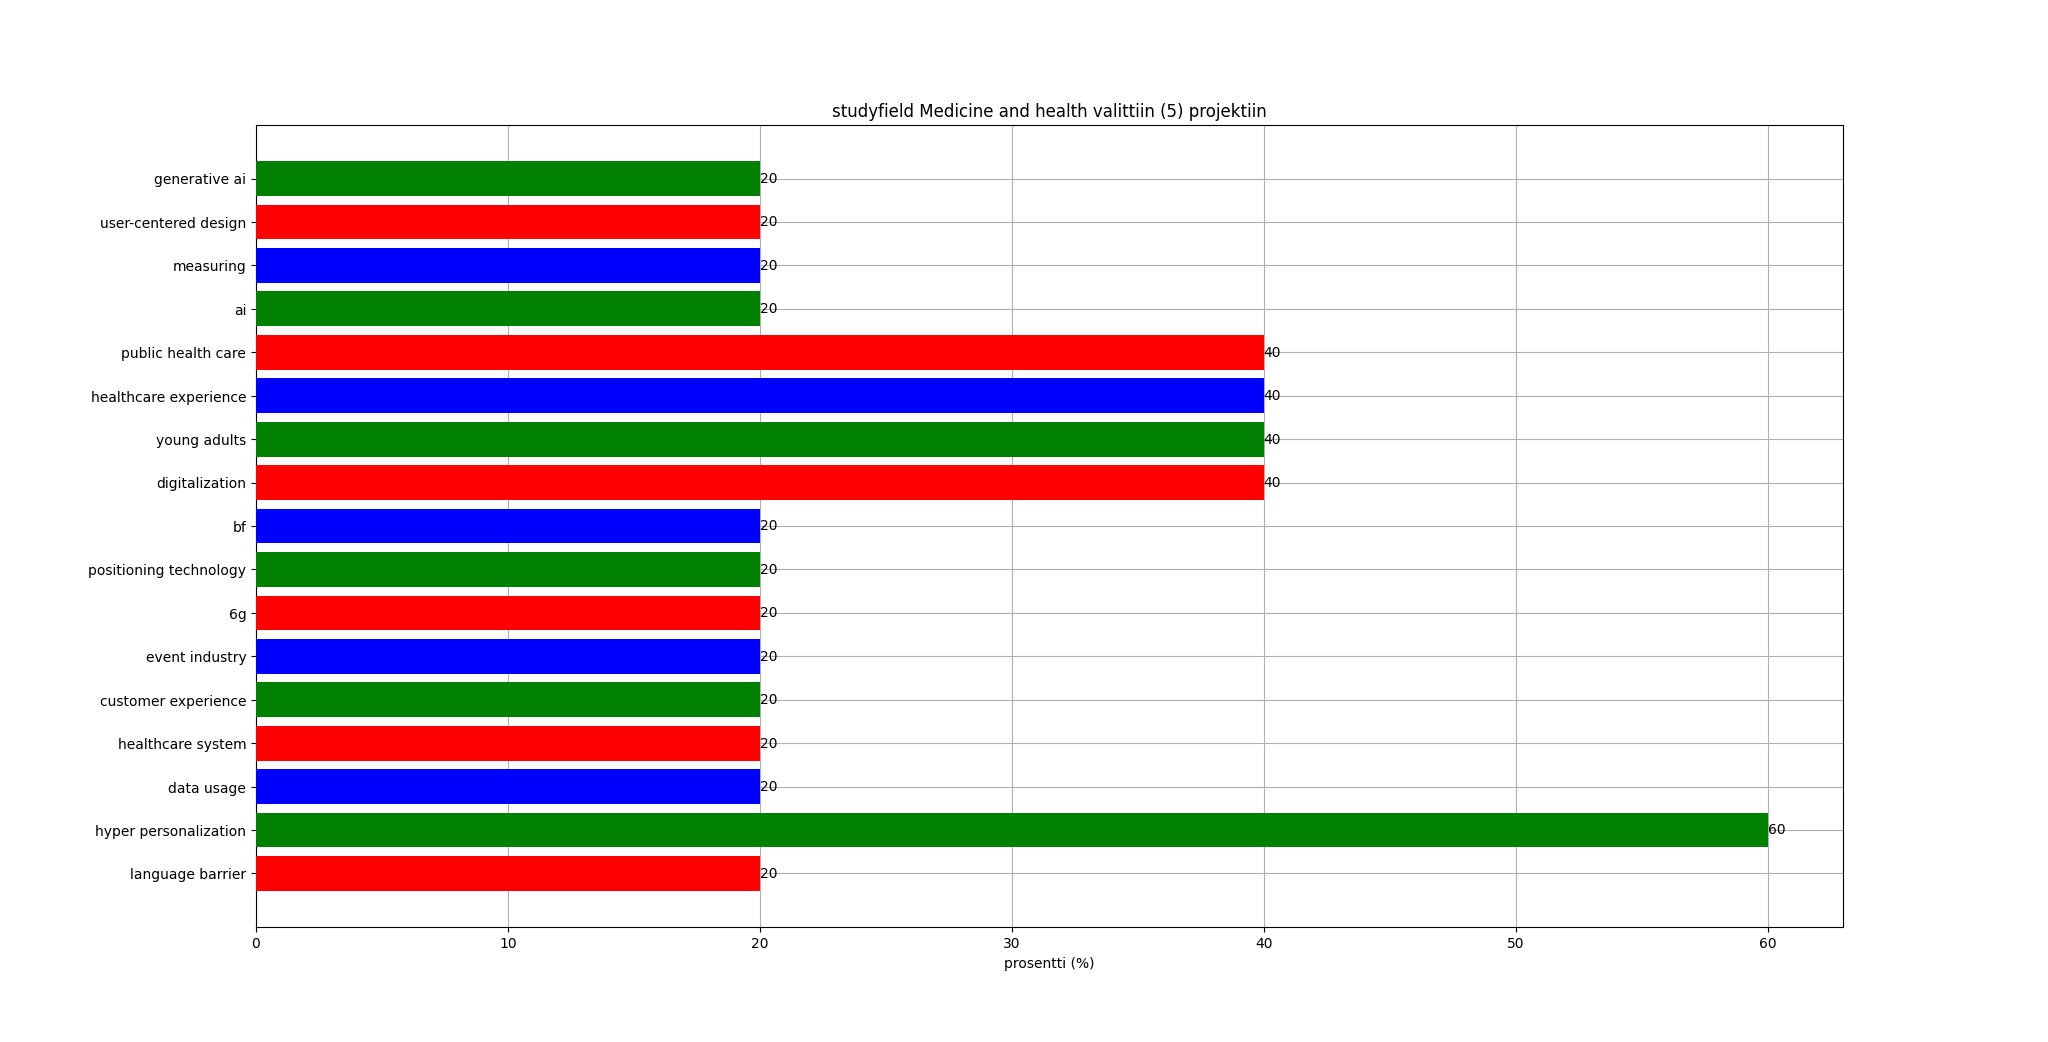 studyfield Medicine and health valittiin (5) projektiin
generative ai 20
user-centered design 20
measuring 20
ai 20
public health care 40
healthcare experience 40
young adults 40
digitalization 40
bf 20
positioning technology 20
6g 20
event industry 20
customer experience 20
healthcare system 20
data usage 20
hyper personalization 60
language barrier 20
0 10 20 30 40 50 60
prosentti (%)